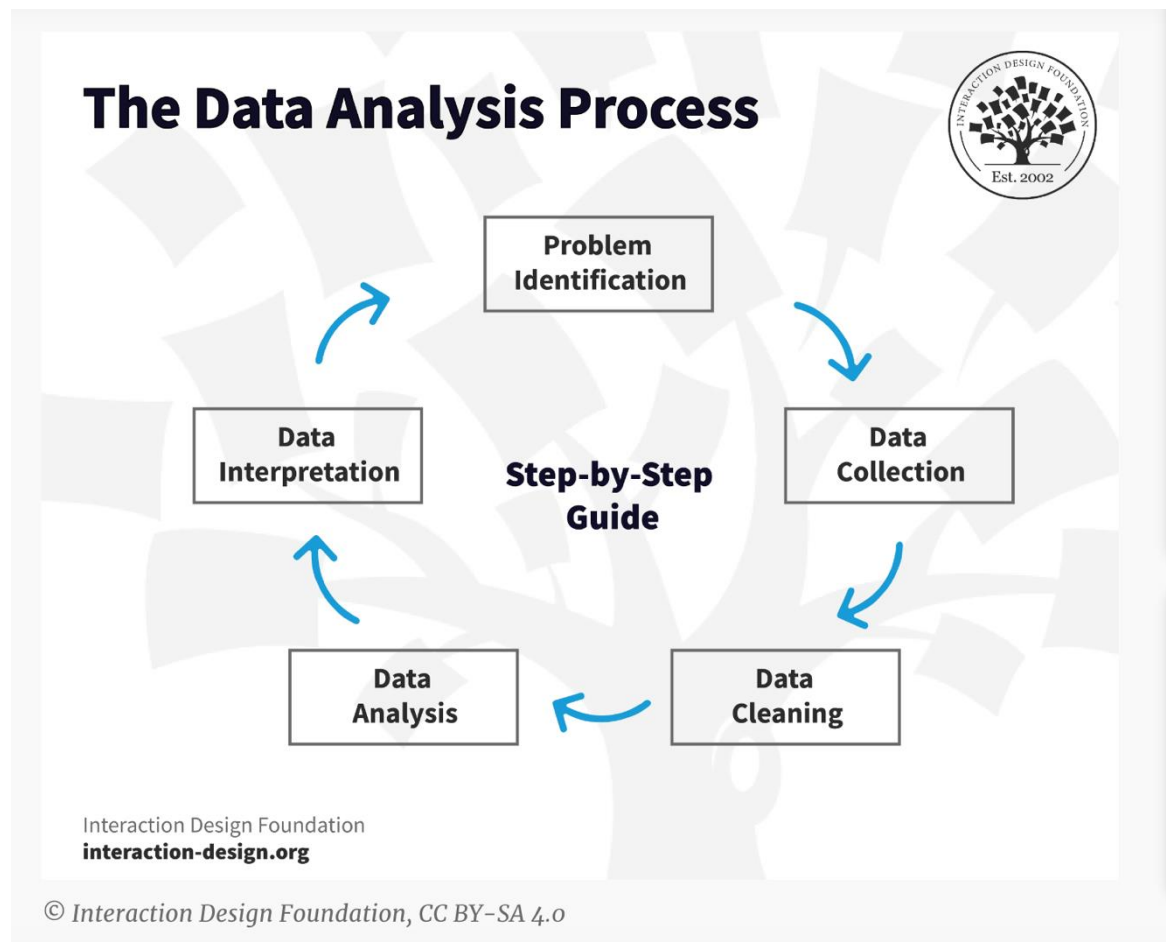 The Data Analysis Process
INTERACTION DESIGN FOUNDATION
Est. 2002
Problem
Identification
Data
Collection
Data
Cleaning
Data
Analysis
Data
Interpretation
Step-by-Step
Guide
Interaction Design Foundation
interaction-design.org
© Interaction Design Foundation, CC BY-SA 4.0